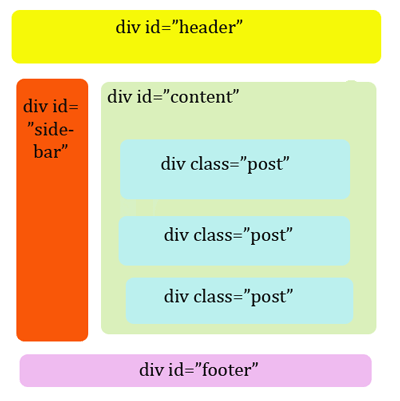 div id=”header”
div id=
”side-
bar”
div id=”content”
div class=”post”
div class=”post”
div class=”post”
div id=”footer”